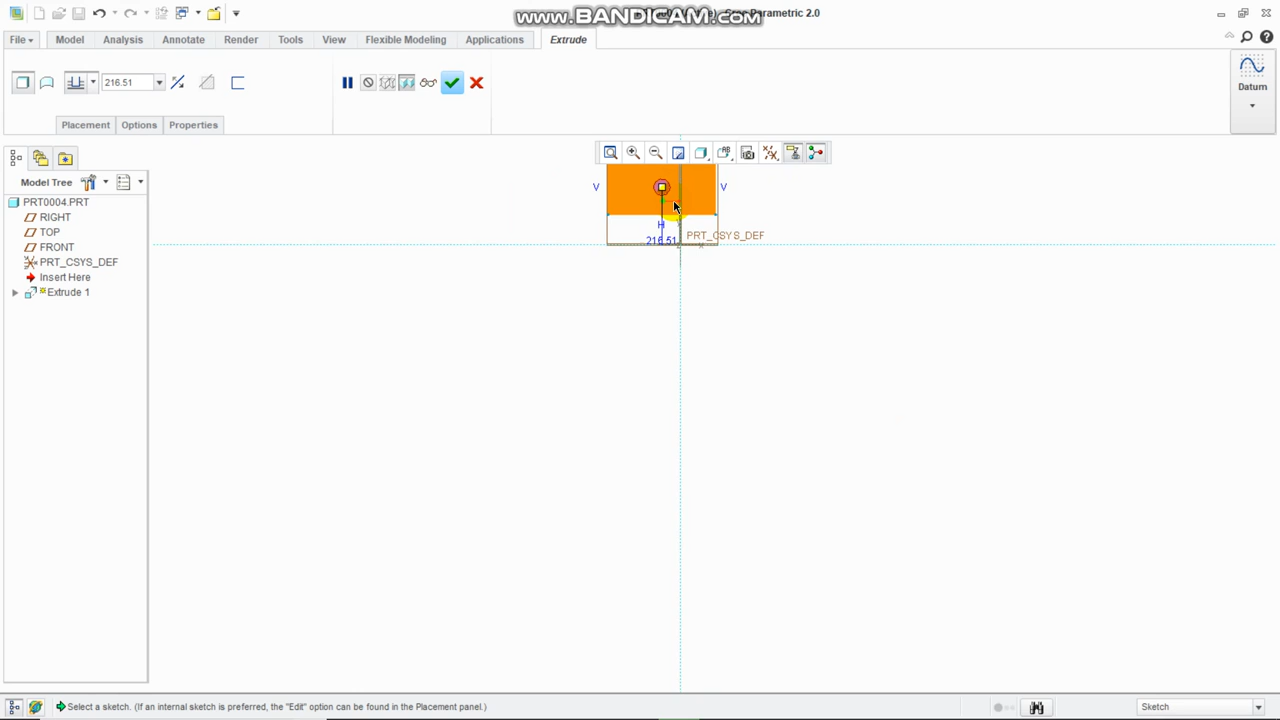 www.BANDICAM.com
Creo Parametric 2.0
File
Model
Analysis
Annotate
Render
Tools
View
Flexible Modeling
Applications
Extrude
216.51
Datum
Placement
Options
Properties
Model Tree
PRT0004.PRT
RIGHT
TOP
FRONT
PRT_CSYS_DEF
Insert Here
Extrude 1
V
V
H
216.51
PRT_CSYS_DEF
Select a sketch. (If an internal sketch is preferred, the "Edit" option can be found in the Placement panel.)
Sketch